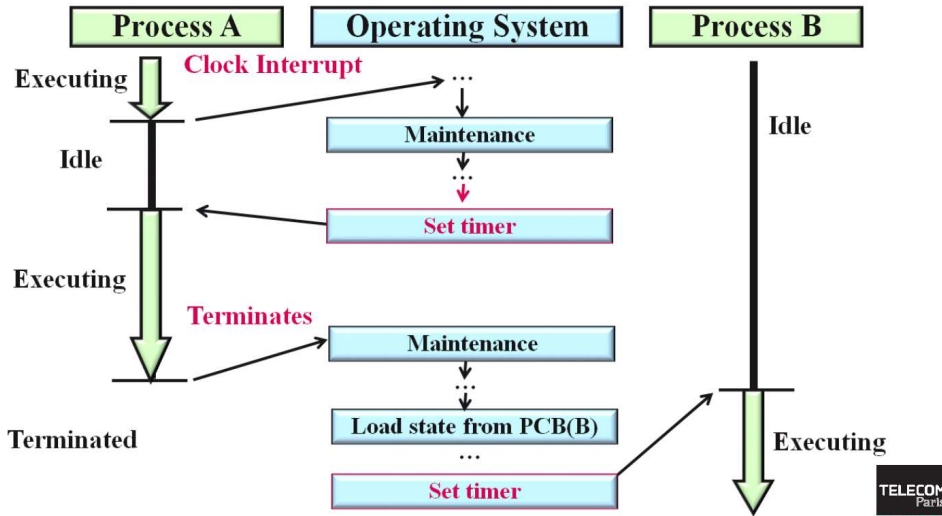 Process A
Operating System
Process B
Executing
Clock Interrupt
...
Maintenance
Idle
Idle
...
Set timer
Executing
Terminates
Maintenance
...
Load state from PCB(B)
Terminated
...
Executing
Set timer
TELECOM
Paris